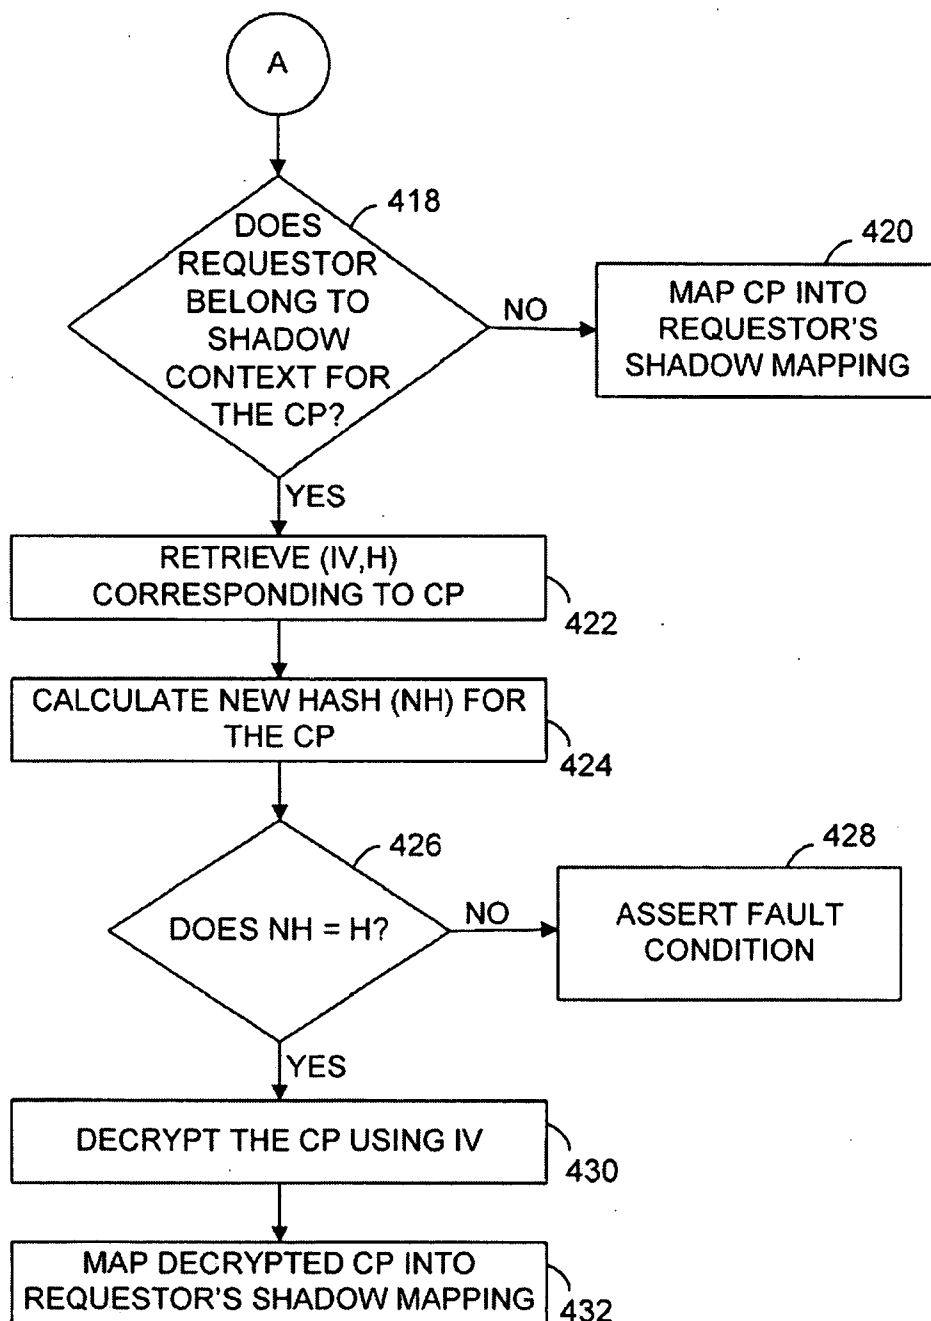 A
418
DOES
REQUESTOR
BELONG TO
SHADOW
CONTEXT FOR
THE CP?
NO
420
MAP CP INTO
REQUESTOR'S
SHADOW MAPPING
YES
RETRIEVE (IV,H)
CORRESPONDING TO CP
422
CALCULATE NEW HASH (NH) FOR
THE CP
424
426
DOES NH = H?
NO
428
ASSERT FAULT
CONDITION
YES
DECRYPT THE CP USING IV
430
MAP DECRYPTED CP INTO
REQUESTOR'S SHADOW MAPPING
432